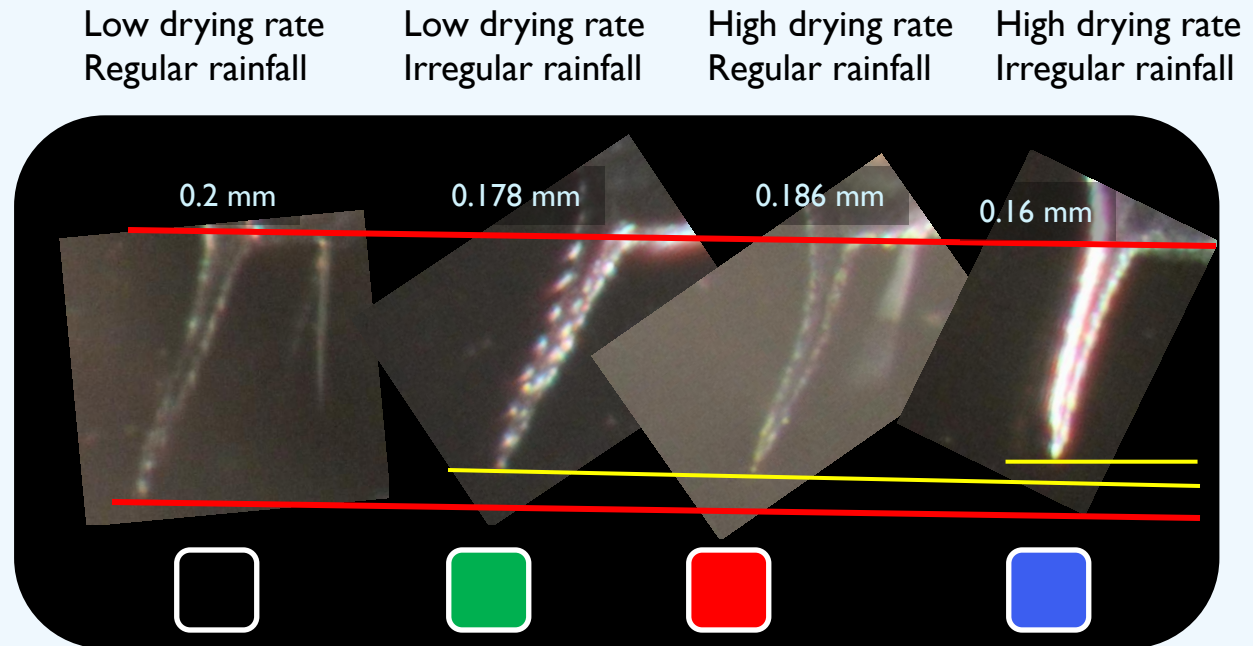 Low drying rate
Regular rainfall
Low drying rate
Irregular rainfall
High drying rate
Regular rainfall
High drying rate
Irregular rainfall
0.2 mm
0.178 mm
0.186 mm
0.16 mm